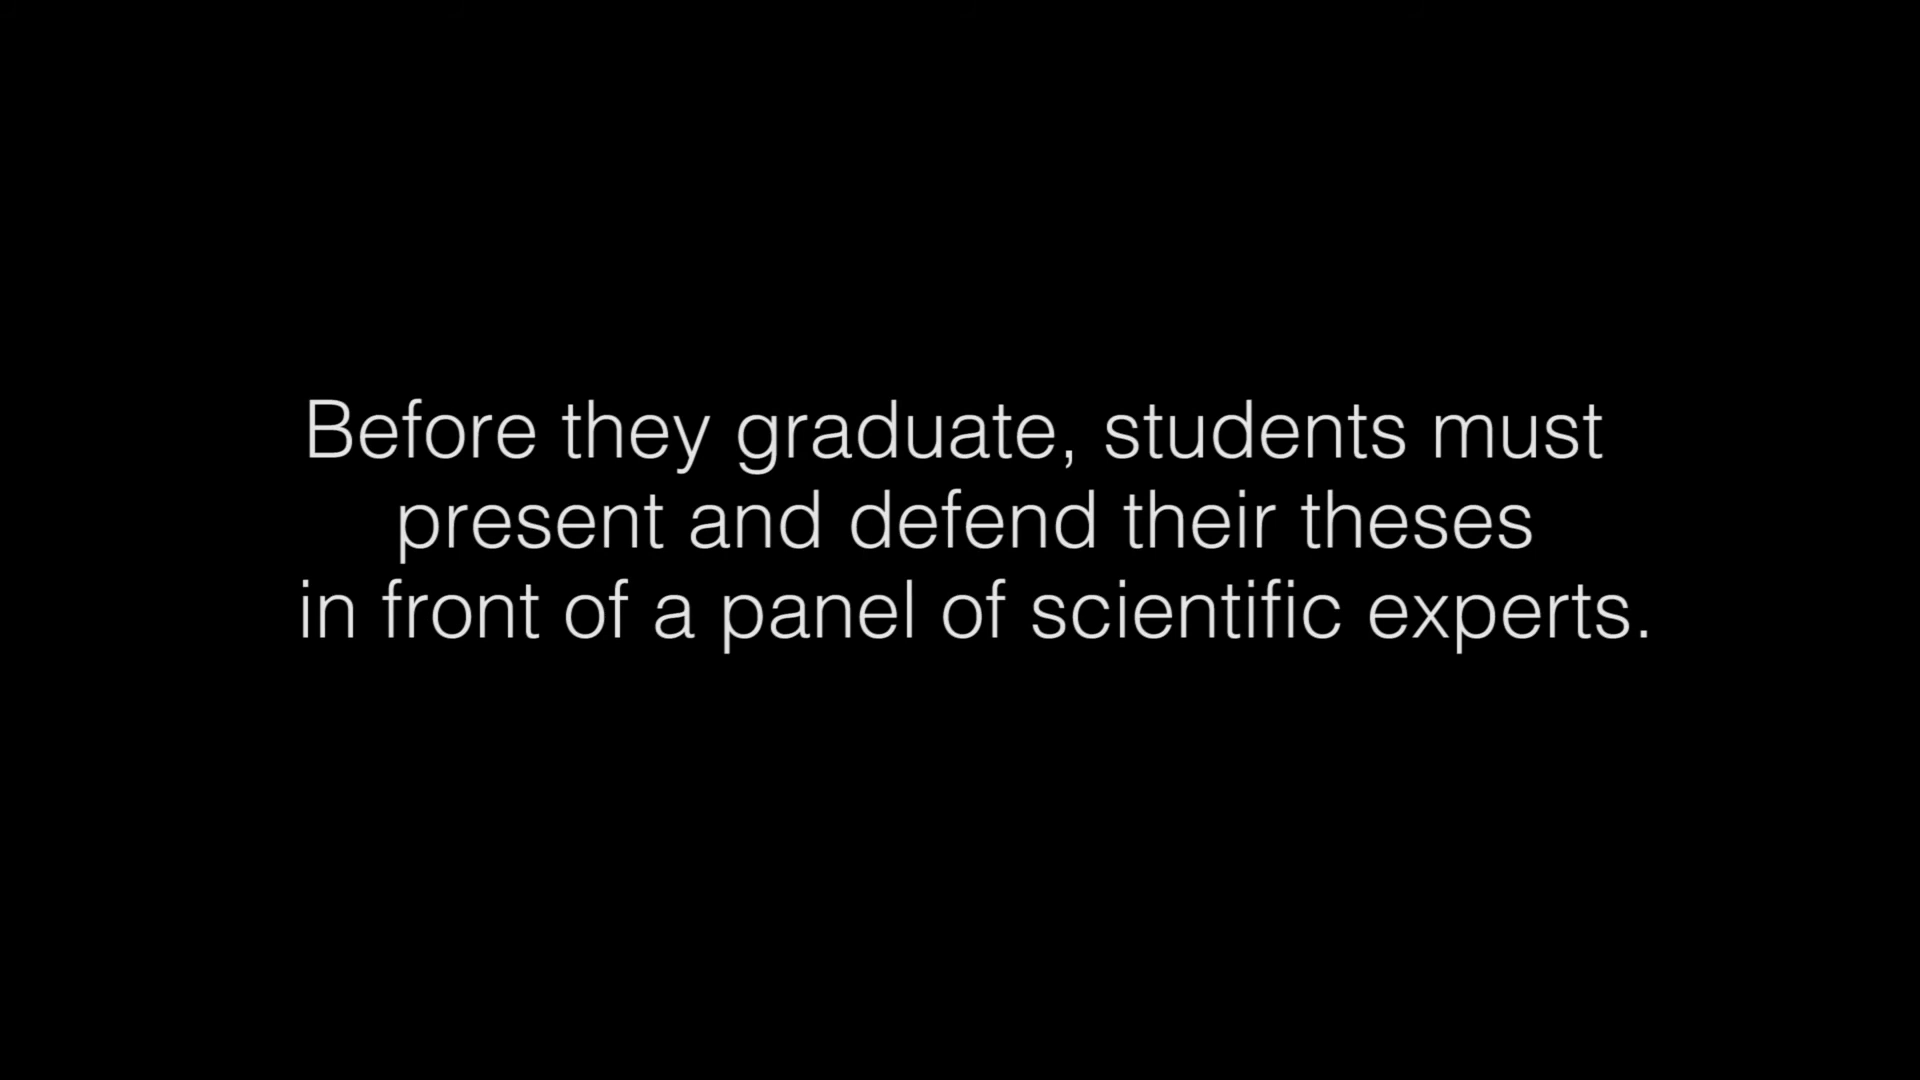 Before they graduate, students must
present and defend their theses
in front of a panel of scientific experts.